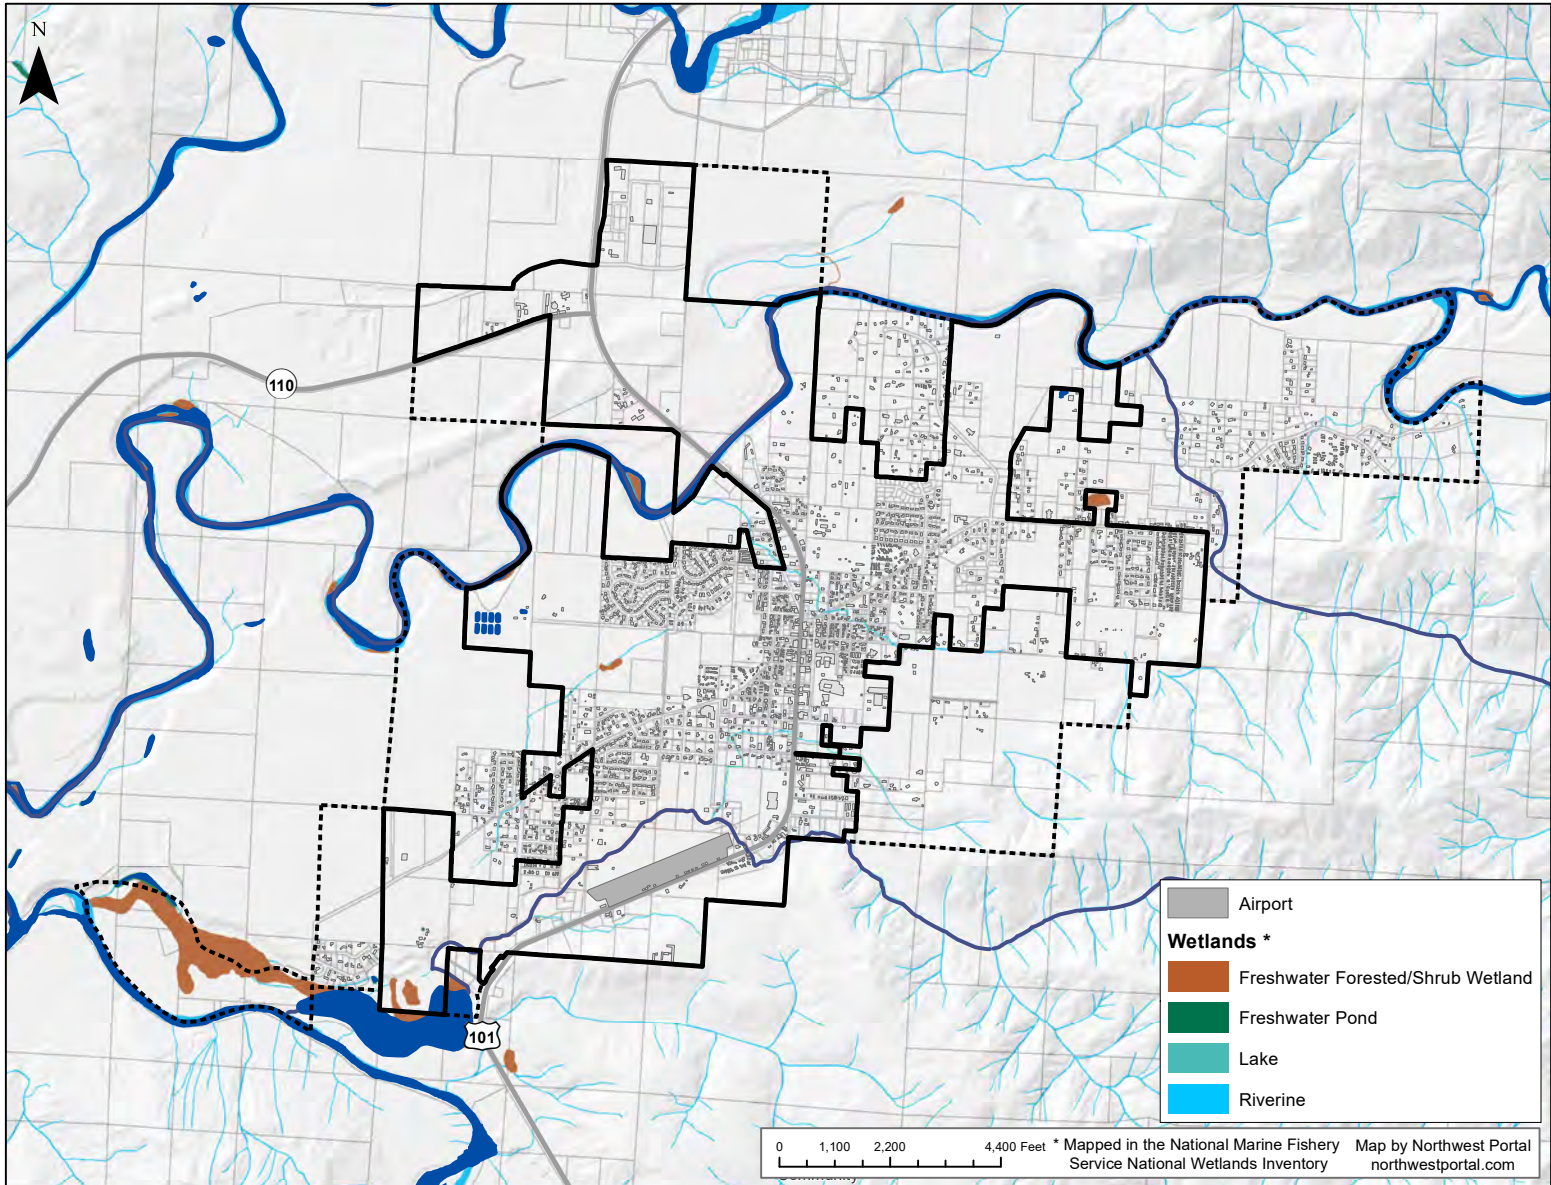 N
110
101
Airport
Wetlands *
Freshwater Forested/Shrub Wetland
Freshwater Pond
Lake
Riverine
0 1,100 2,200 4,400 Feet
* Mapped in the National Marine Fishery
Service National Wetlands Inventory
Map by Northwest Portal
northwestportal.com